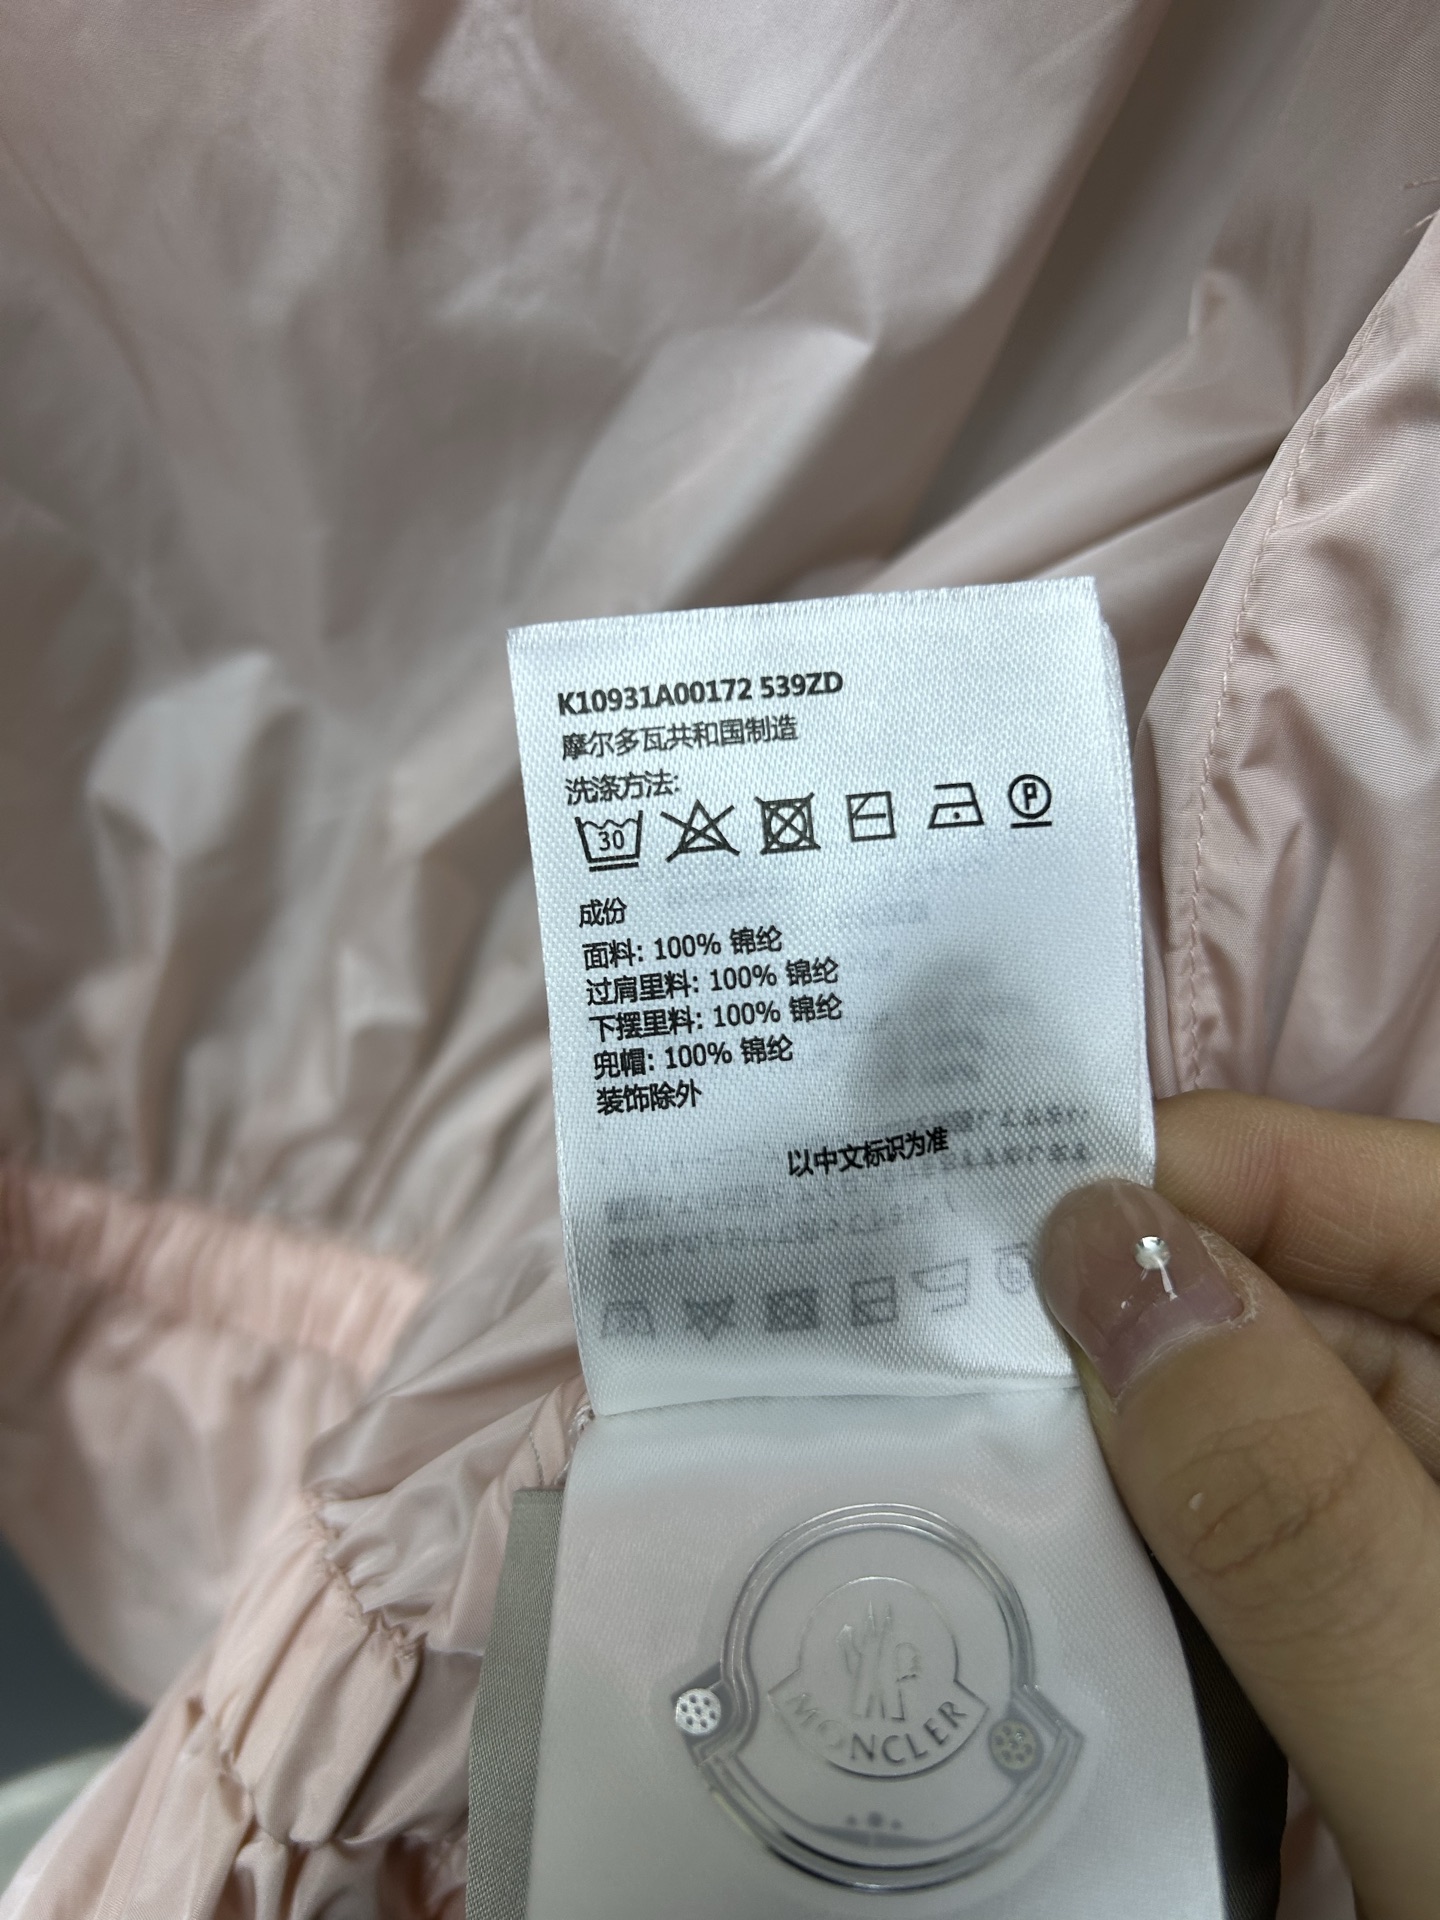 K10931A00172 539ZD
摩尔多瓦共和国制造
洗涤方法:
30
P
成份
面料: 100% 锦纶
过肩里料: 100% 锦纶
下摆里料: 100% 锦纶
兜帽: 100% 锦纶
装饰除外
以中文标识为准
MONCLER